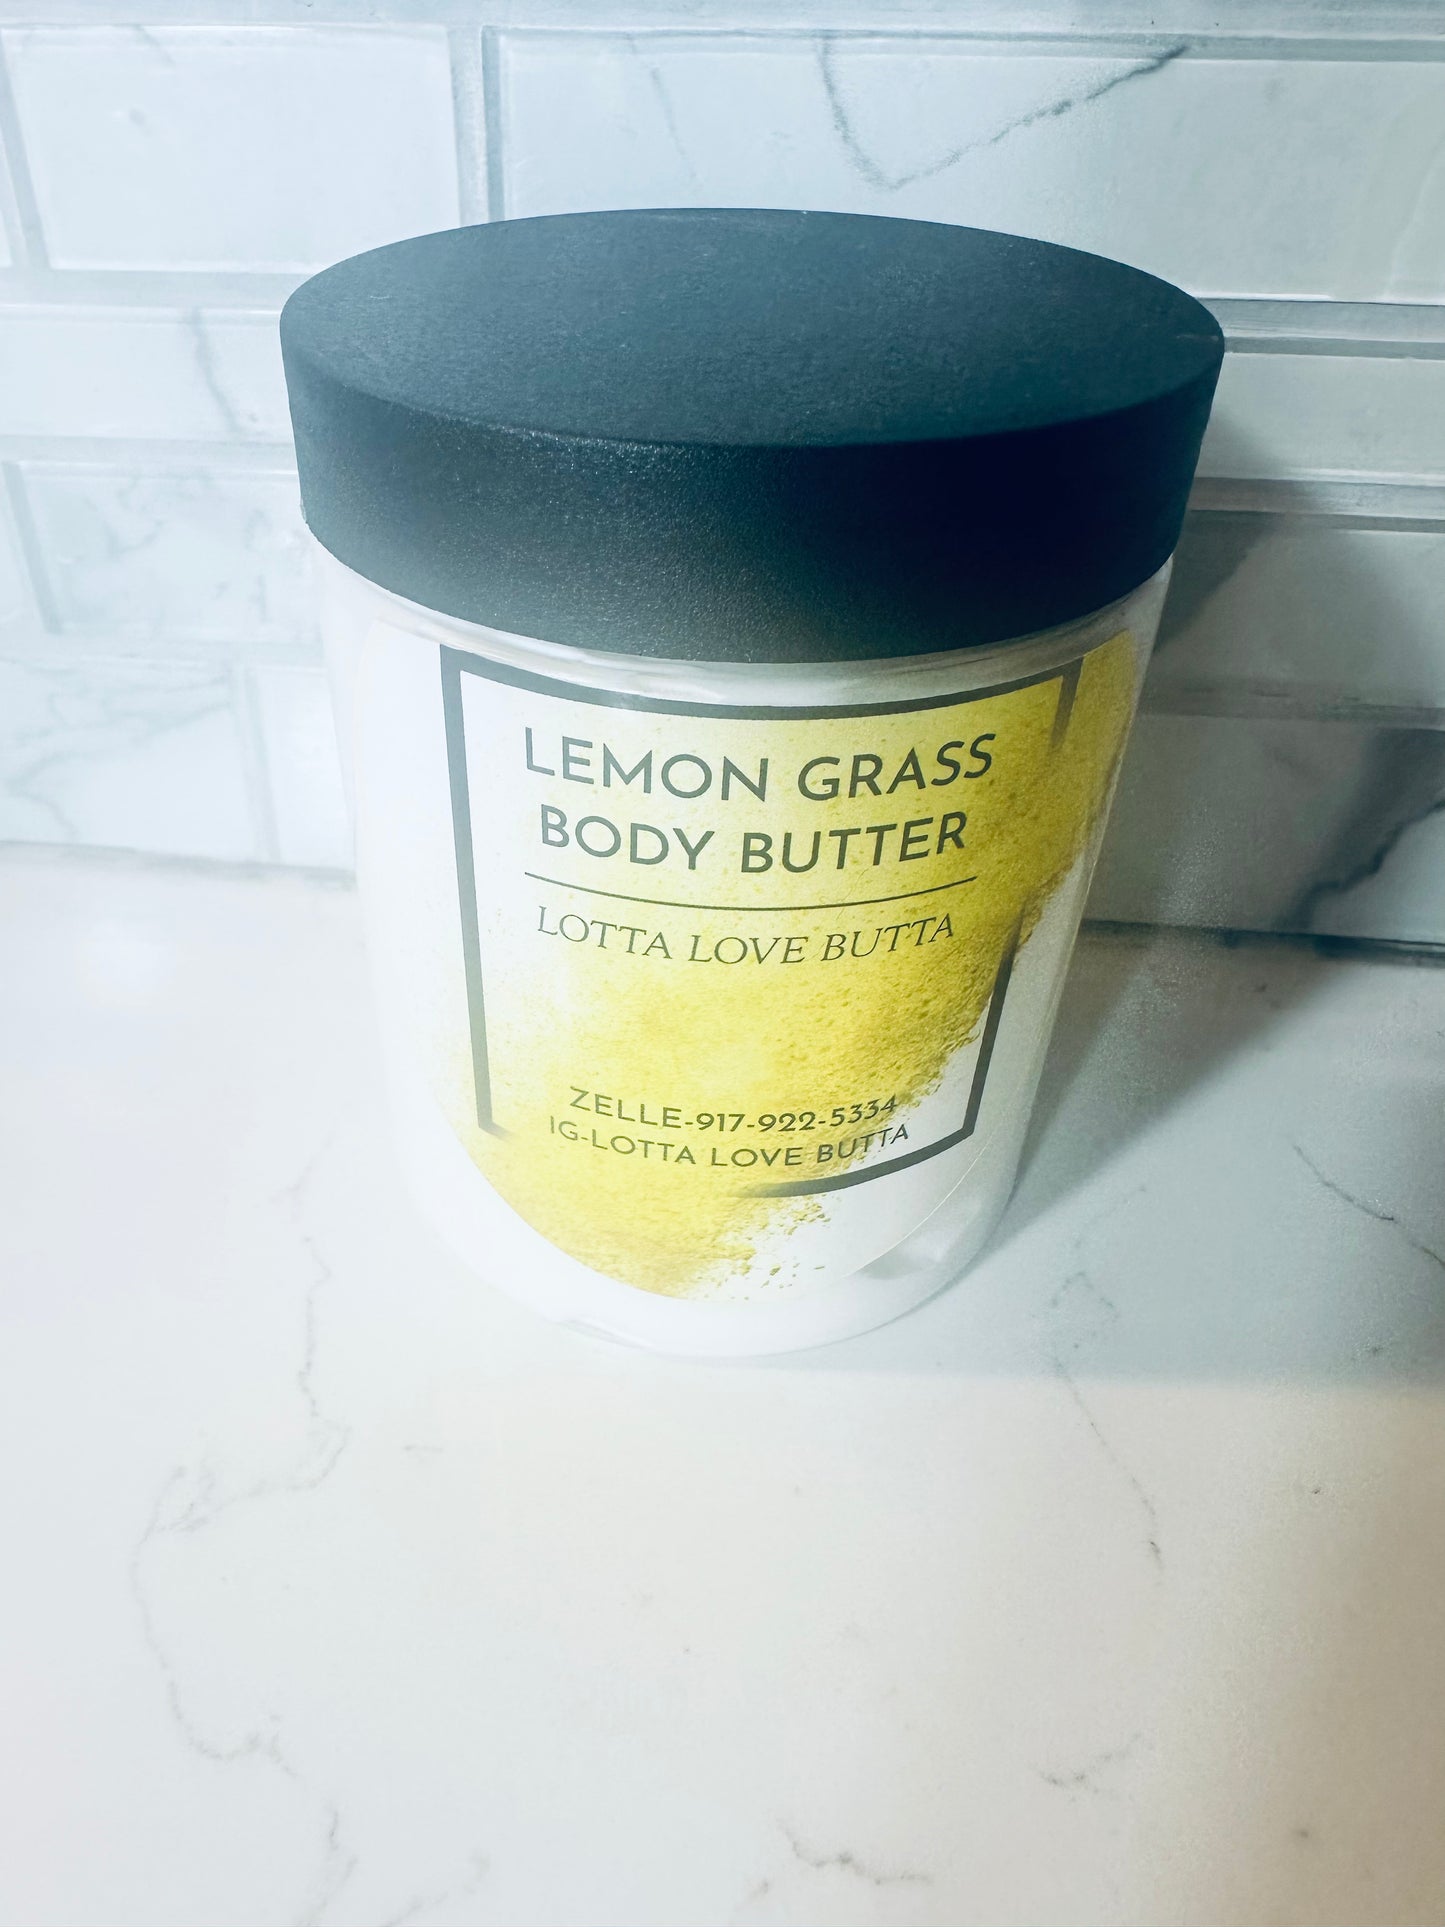 LEMON GRASS
BODY BUTTER
LOTTA LOVE BUTTA
ZELLE-917-922-5334
IG-LOTTA LOVE BUTTA